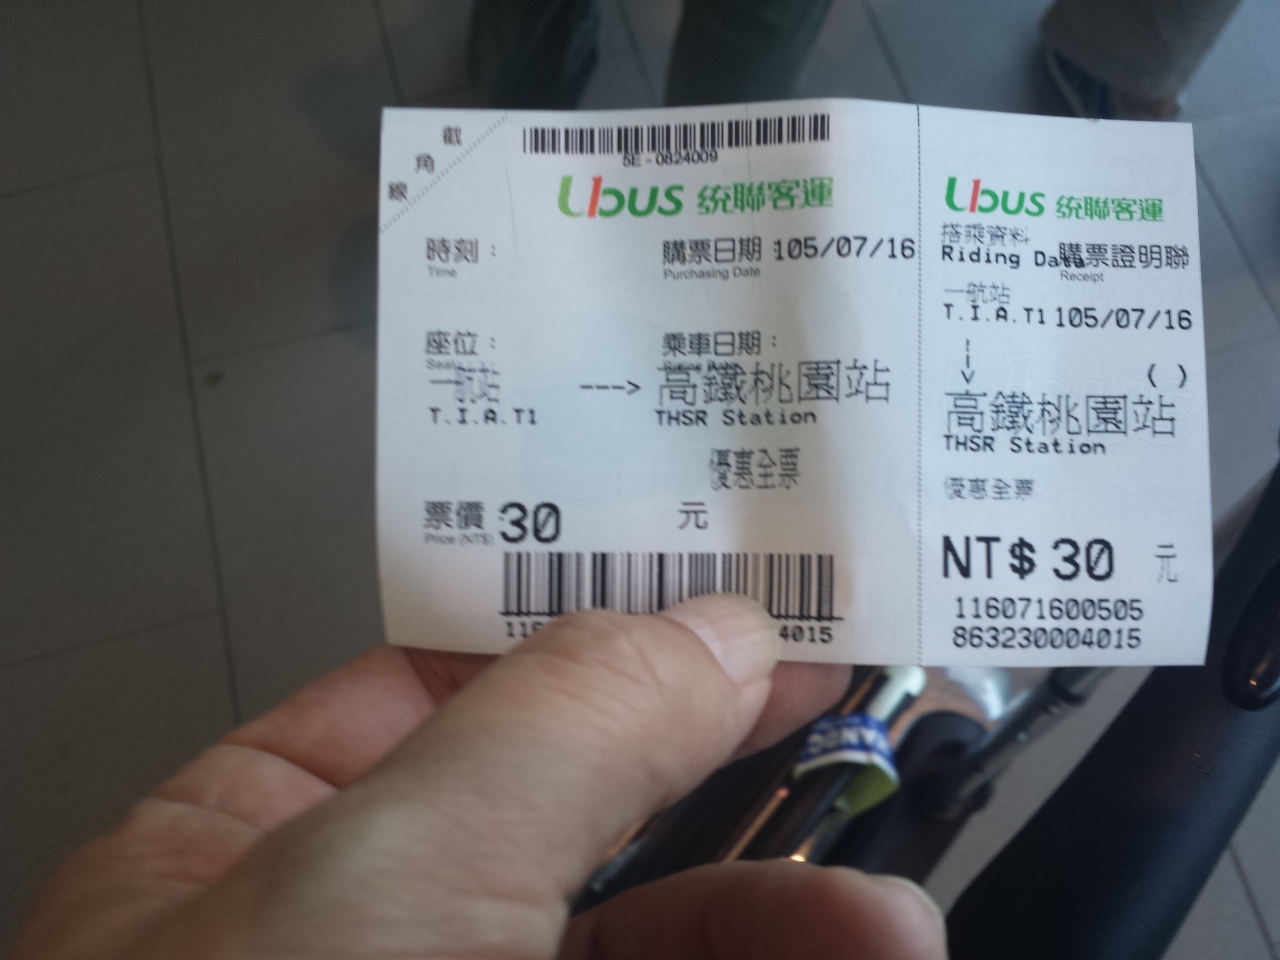 截
角
線
5E-0824009
Ubus 統聯客運
時刻：
Time
購票日期 105/07/16
Purchasing Date
座位：
Seats
乘車日期：
一航站 ---> 高鐵桃園站
T.I.A.T1
THSR Station
優惠全票
票價 30 元
Price (NT$)
116
4015
Ubus 統聯客運
搭乘資料
Riding Date
購票證明聯
Receipt
一航站
T.I.A.T1 105/07/16
( )
高鐵桃園站
THSR Station
優惠全票
NT$ 30 元
116071600505
863230004015